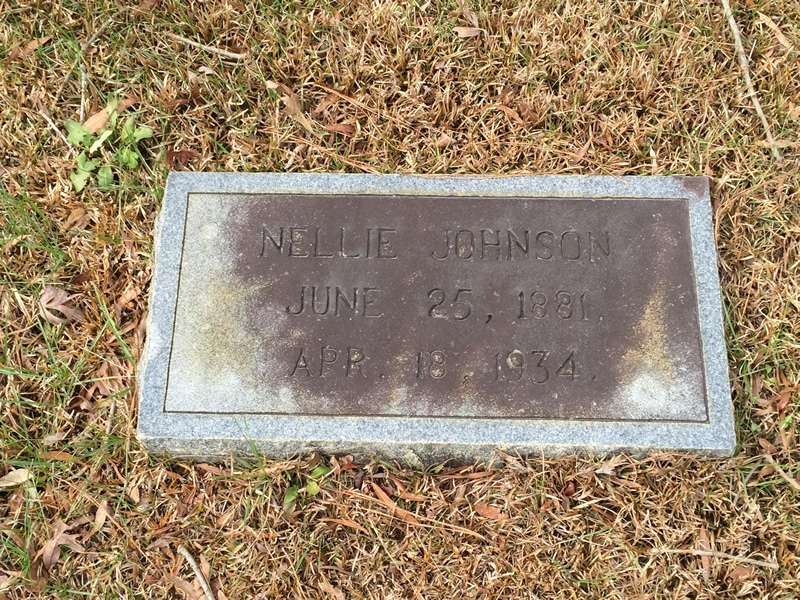 NELLIE JOHNSON
JUNE 25, 1881,
APR. 18, 1934.